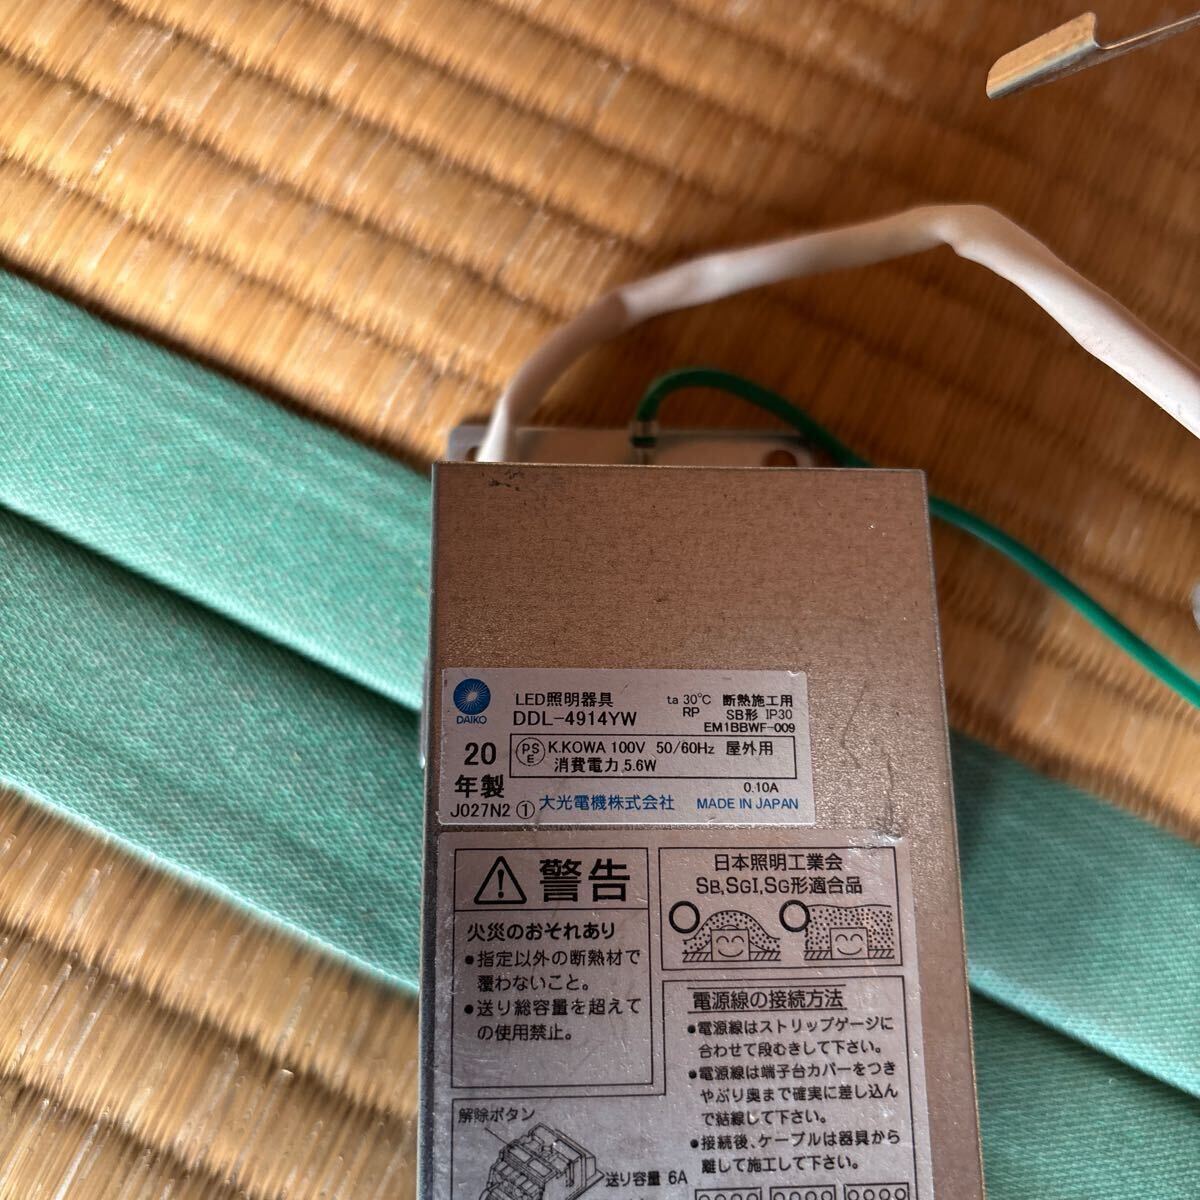 DAIKO
LED照明器具
DDL-4914YW
ta 30℃ 断熱施工用
RP SB形 IP30
EM1BBWF-009
20
年製
J027N2 ①
PS
E
K.KOWA 100V 50/60Hz 屋外用
消費電力 5.6W
0.10A
大光電機株式会社 MADE IN JAPAN
警告
火災のおそれあり
●指定以外の断熱材で
覆わないこと。
●送り総容量を超えて
の使用禁止。
日本照明工業会
SB,SGI,SG形適合品
電源線の接続方法
●電源線はストリップゲージに
合わせて段むきして下さい。
●電源線は端子台カバーをつき
やぶり奥まで確実に差し込ん
で結線して下さい。
●接続後、ケーブルは器具から
離して施工して下さい。
解除ボタン
送り容量 6A